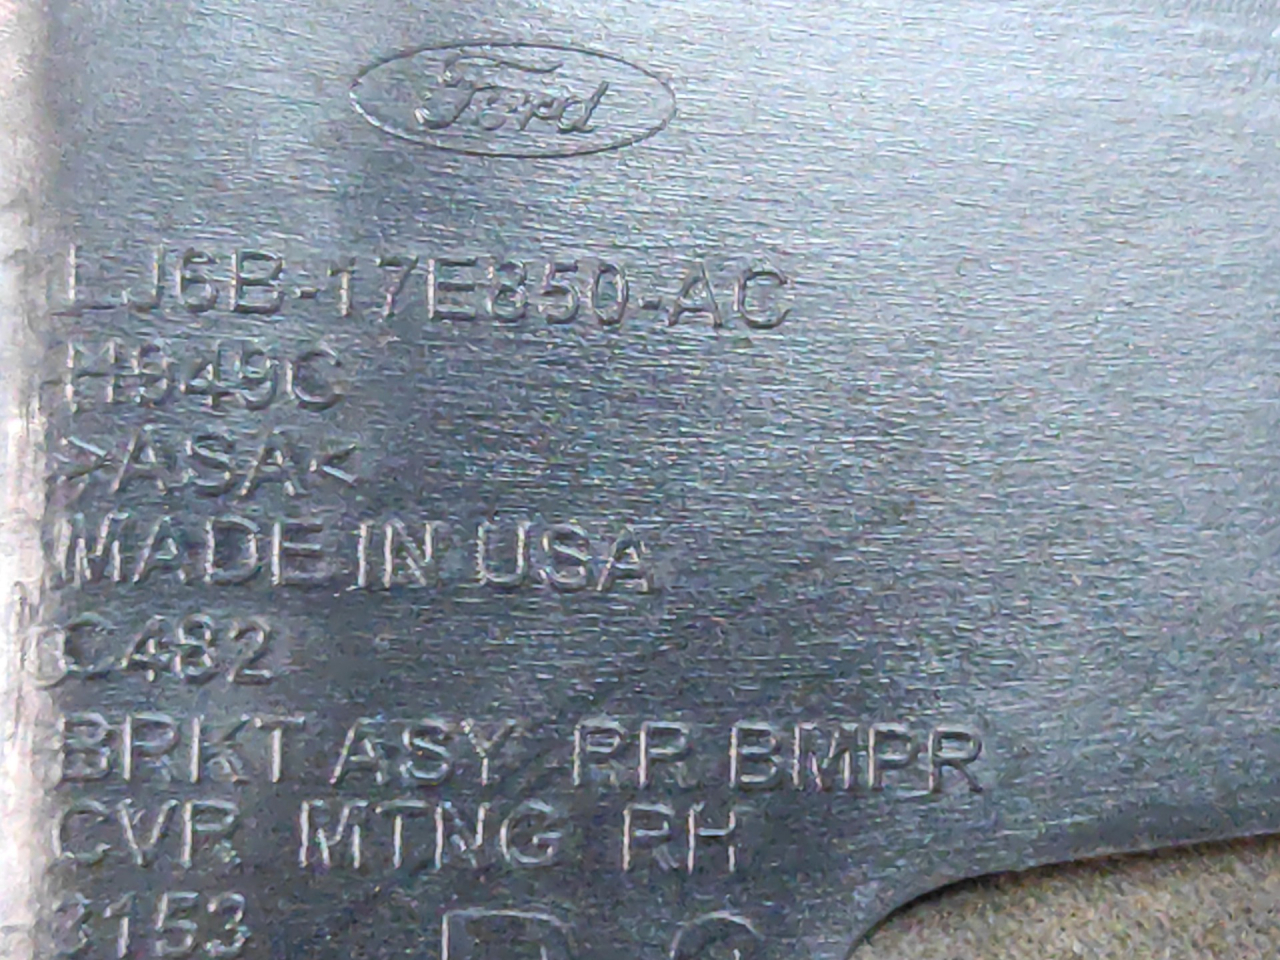 Ford
LJ6B-17E850-AC
H949C
>ASA<
MADE IN USA
C482
BRKT ASY RR BMPR
CVR MTNG RH
3153